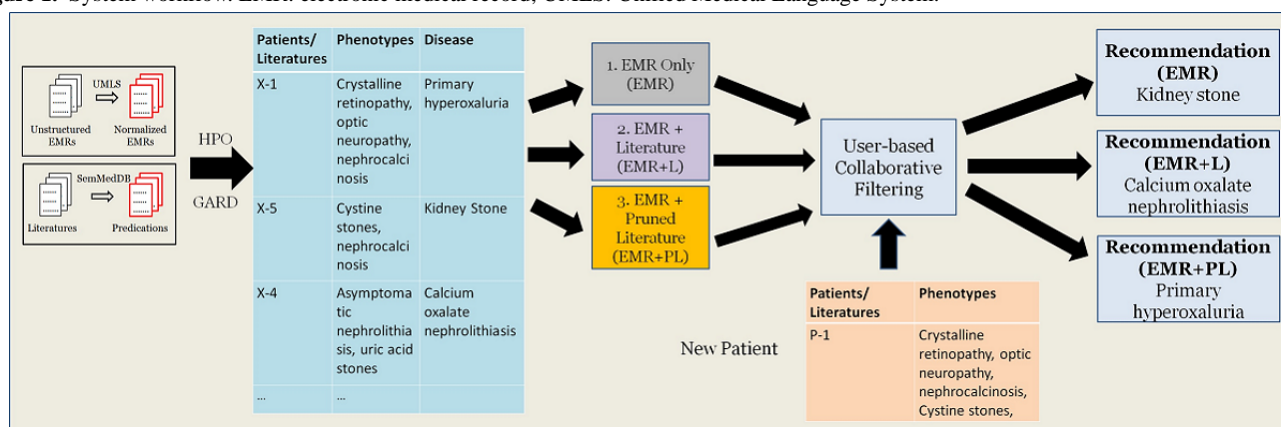 System workflow. EMR: electronic medical record; UMLS: Unified Medical Language System.
UMLS
Unstructured
EMRs
Normalized
EMRs
SemMedDB
Literatures
Predications
HPO
GARD
Patients/
Literatures
Phenotypes
Disease
X-1
Crystalline
retinopathy,
optic
neuropathy,
nephrocalci
nosis
Primary
hyperoxaluria
X-5
Cystine
stones,
nephrocalci
nosis
Kidney Stone
X-4
Asymptoma
tic
nephrolithia
sis, uric acid
stones
Calcium
oxalate
nephrolithiasis
...
...
1. EMR Only
(EMR)
2. EMR +
Literature
(EMR+L)
3. EMR +
Pruned
Literature
(EMR+PL)
User-based
Collaborative
Filtering
New Patient
Patients/
Literatures
Phenotypes
P-1
Crystalline
retinopathy, optic
neuropathy,
nephrocalcinosis,
Cystine stones,
Recommendation
(EMR)
Kidney stone
Recommendation
(EMR+L)
Calcium oxalate
nephrolithiasis
Recommendation
(EMR+PL)
Primary
hyperoxaluria